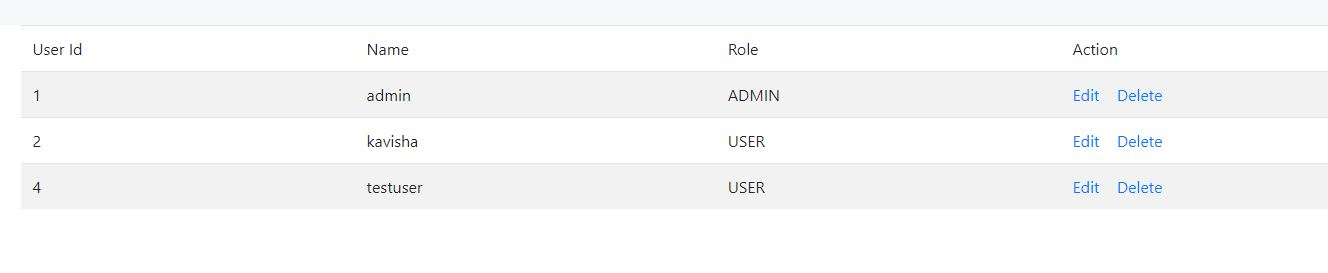 User Id Name Role Action
1 admin ADMIN Edit Delete
2 kavisha USER Edit Delete
4 testuser USER Edit Delete